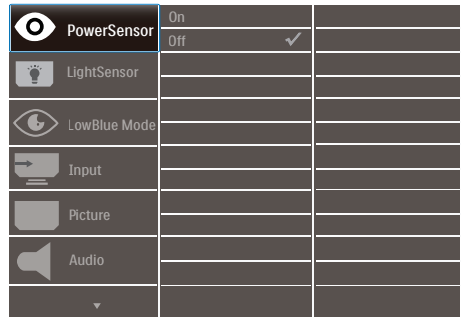 PowerSensor
On
Off
LightSensor
LowBlue Mode
Input
Picture
Audio